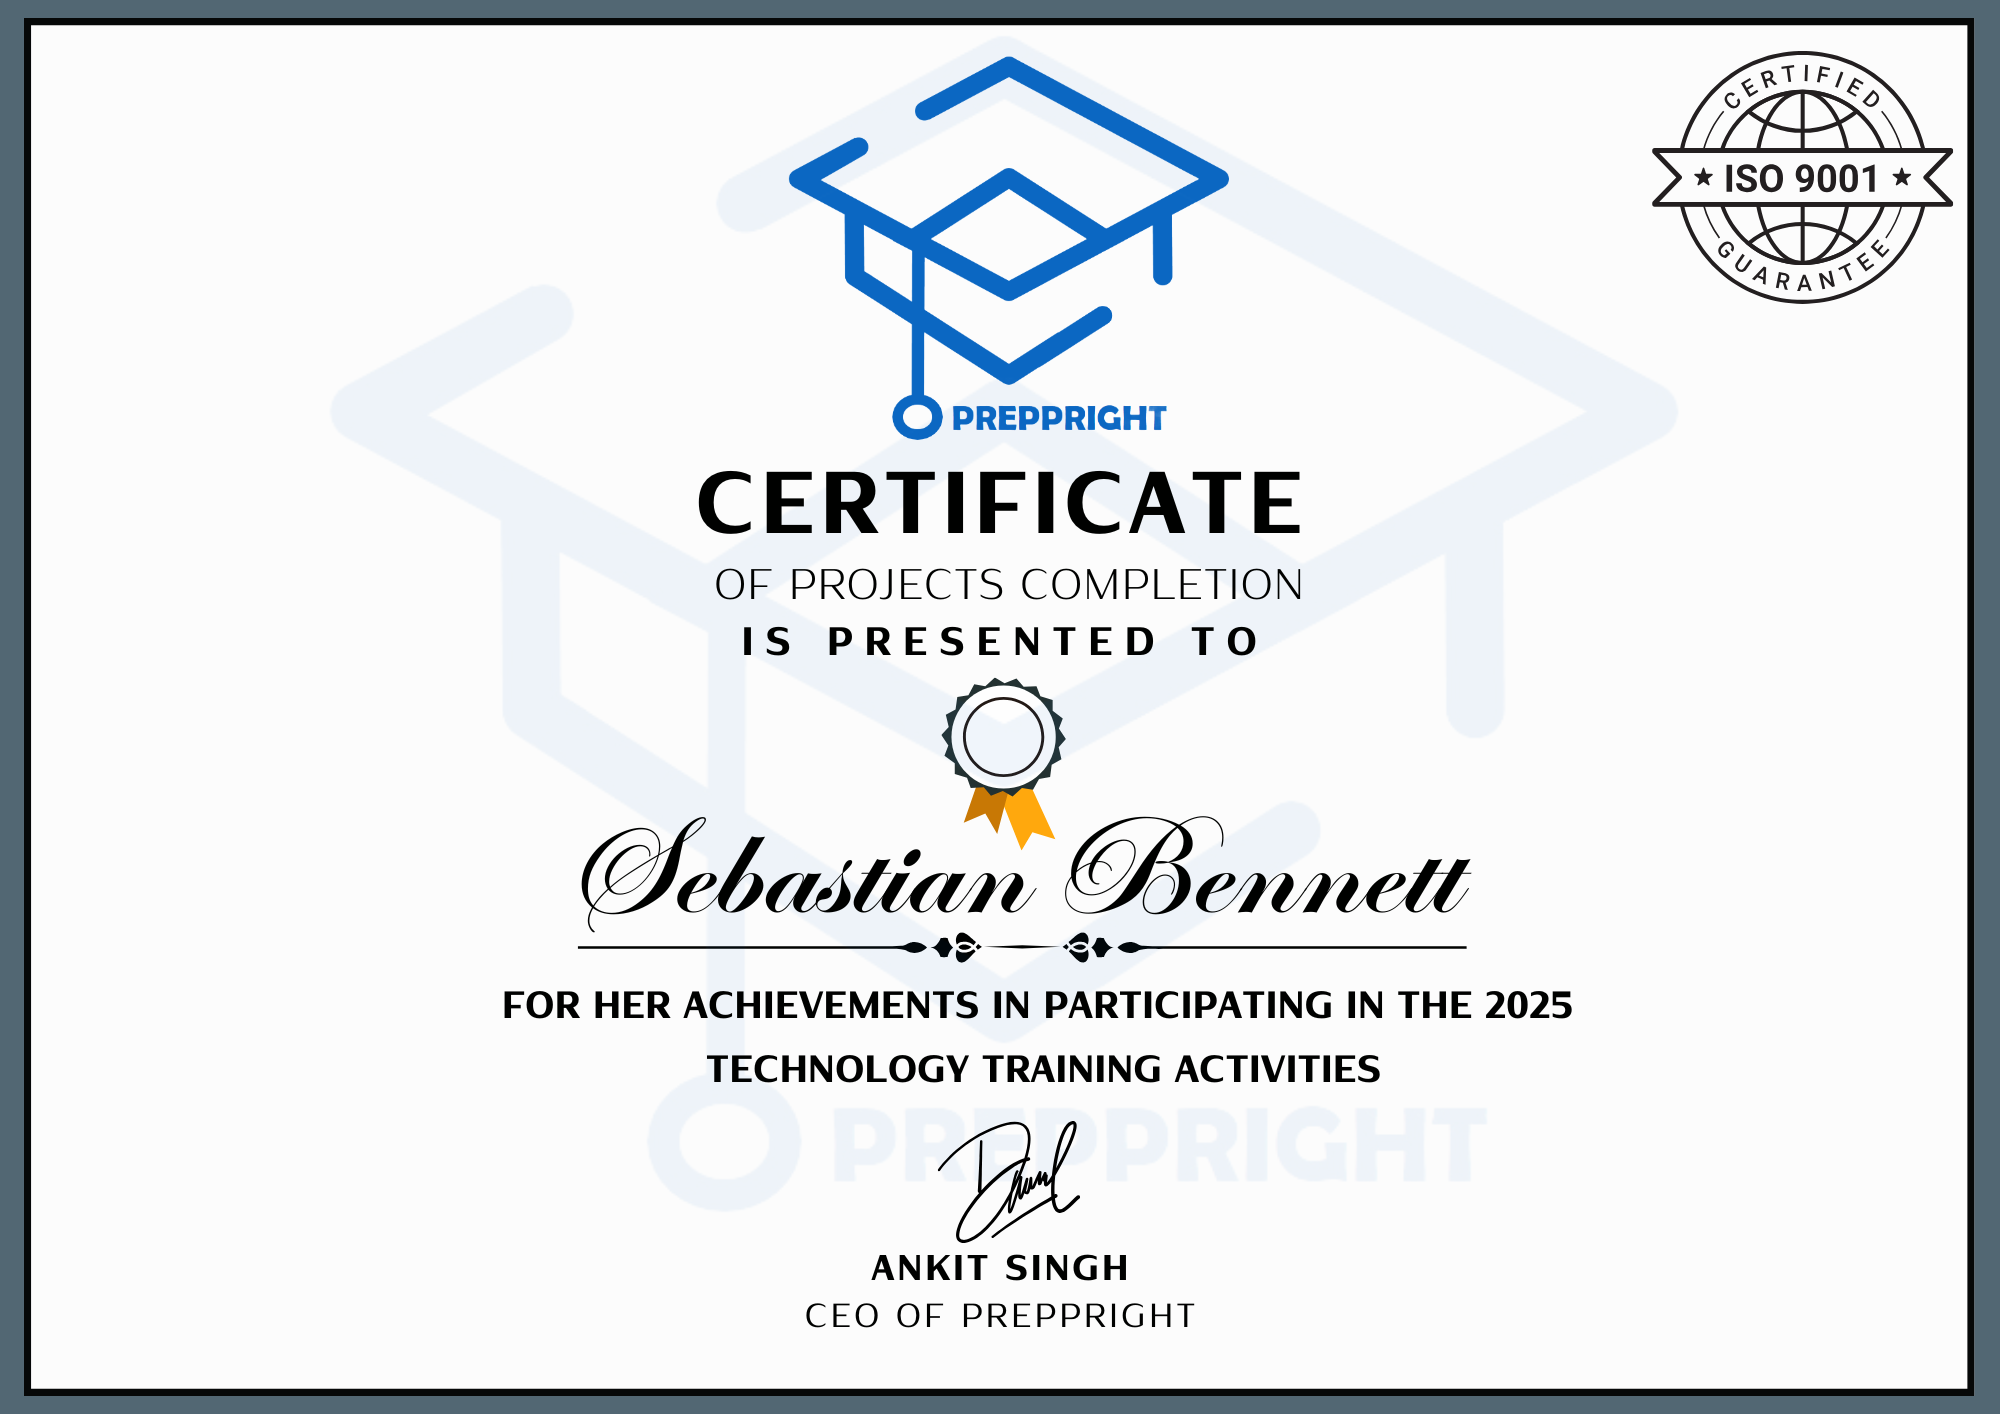 CERTIFIED
★ ISO 9001 ★
GUARANTEE
PREPPRIGHT
CERTIFICATE
OF PROJECTS COMPLETION
IS PRESENTED TO
Sebastian Bennett
FOR HER ACHIEVEMENTS IN PARTICIPATING IN THE 2025
TECHNOLOGY TRAINING ACTIVITIES
PREPPRIGHT
ANKIT SINGH
CEO OF PREPPRIGHT